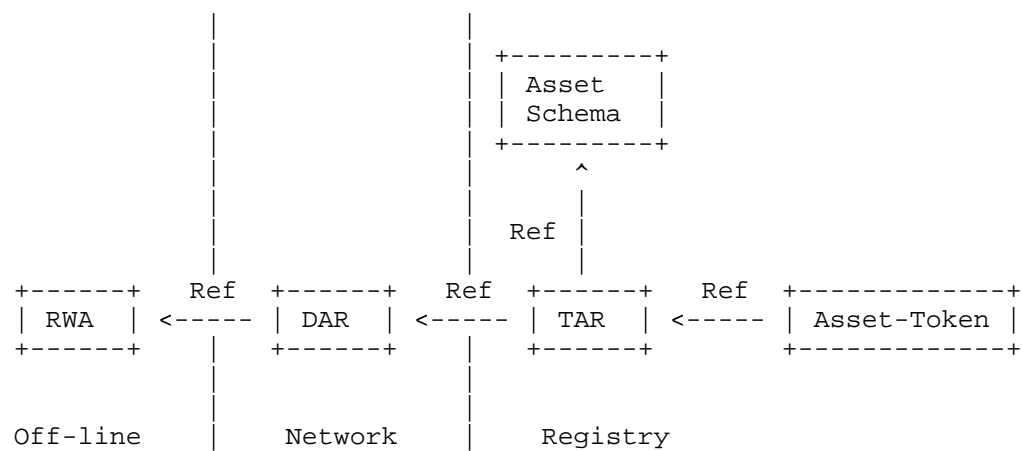 Asset
Schema
Ref
Ref Ref Ref
RWA DAR TAR Asset-Token
Off-line Network Registry